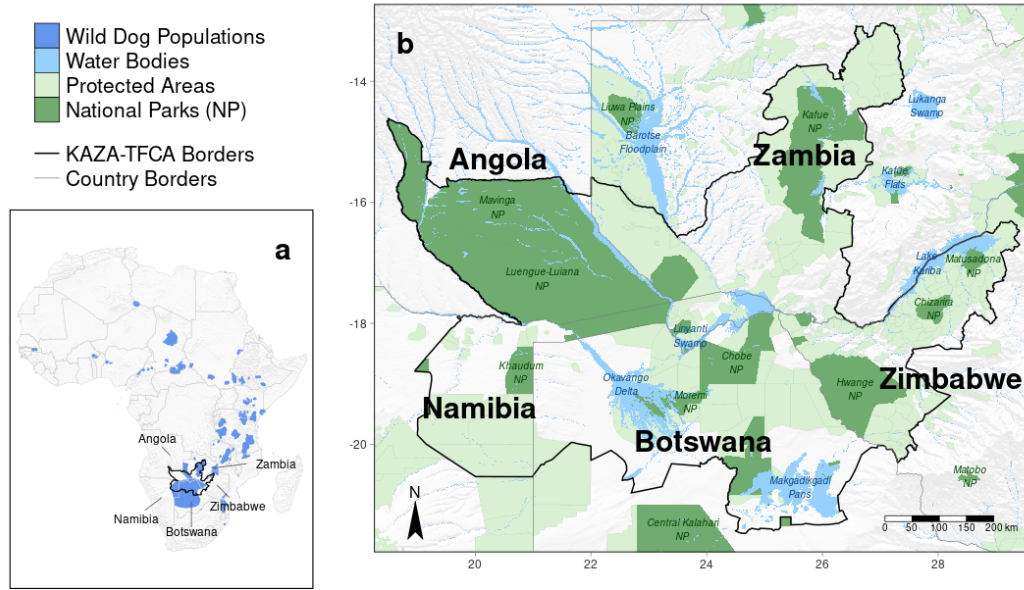 Wild Dog Populations
Water Bodies
Protected Areas
National Parks (NP)
KAZA-TFCA Borders
Country Borders
a
Angola
Zambia
Namibia
Zimbabwe
Botswana
b
-14
-16
-18
-20
20
22
24
26
28
Liuwa Plains
NP
Barotse
Floodplain
Kafue
NP
Lukanga
Swamp
Angola
Zambia
Kafue
Flats
Mavinga
NP
Luengue-Luiana
NP
Lake
Kariba
Matusadona
NP
Chizarira
NP
Linyanti
Swamp
Khaudum
NP
Chobe
NP
Okavango
Delta
Moremi
NP
Hwange
NP
Zimbabwe
Namibia
Botswana
Makgadikgadi
Pans
Matobo
NP
Central Kalahari
NP
N
0 50 100 150 200 km